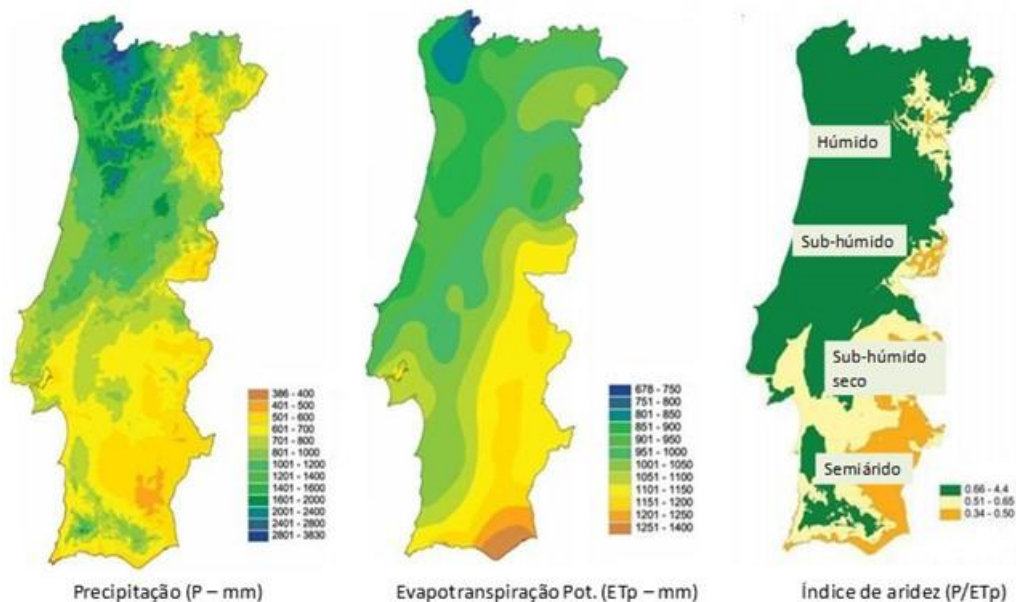 386 - 400
401 - 500
501 - 600
601 - 700
701 - 800
801 - 1000
1001 - 1200
1201 - 1400
1401 - 1600
1601 - 2000
2001 - 2400
2401 - 2800
2801 - 3830
Precipitação (P – mm)
678 - 750
751 - 800
801 - 850
851 - 900
901 - 950
951 - 1000
1001 - 1050
1051 - 1100
1101 - 1150
1151 - 1200
1201 - 1250
1251 - 1400
Evapotranspiração Pot. (ETp – mm)
Húmido
Sub-húmido
Sub-húmido
seco
Semiárido
0.66 - 4.4
0.51 - 0.65
0.34 - 0.50
Índice de aridez (P/ETp)